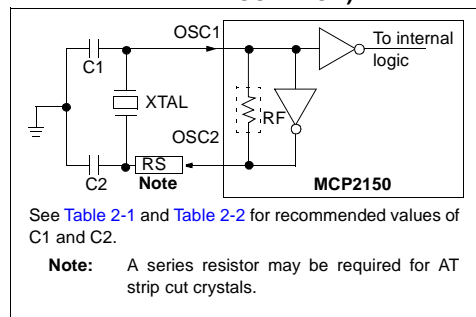 OSC1
To internal
logic
C1
XTAL
RF
OSC2
RS
C2
Note
MCP2150
See Table 2-1 and Table 2-2 for recommended values of
C1 and C2.
Note: A series resistor may be required for AT
strip cut crystals.